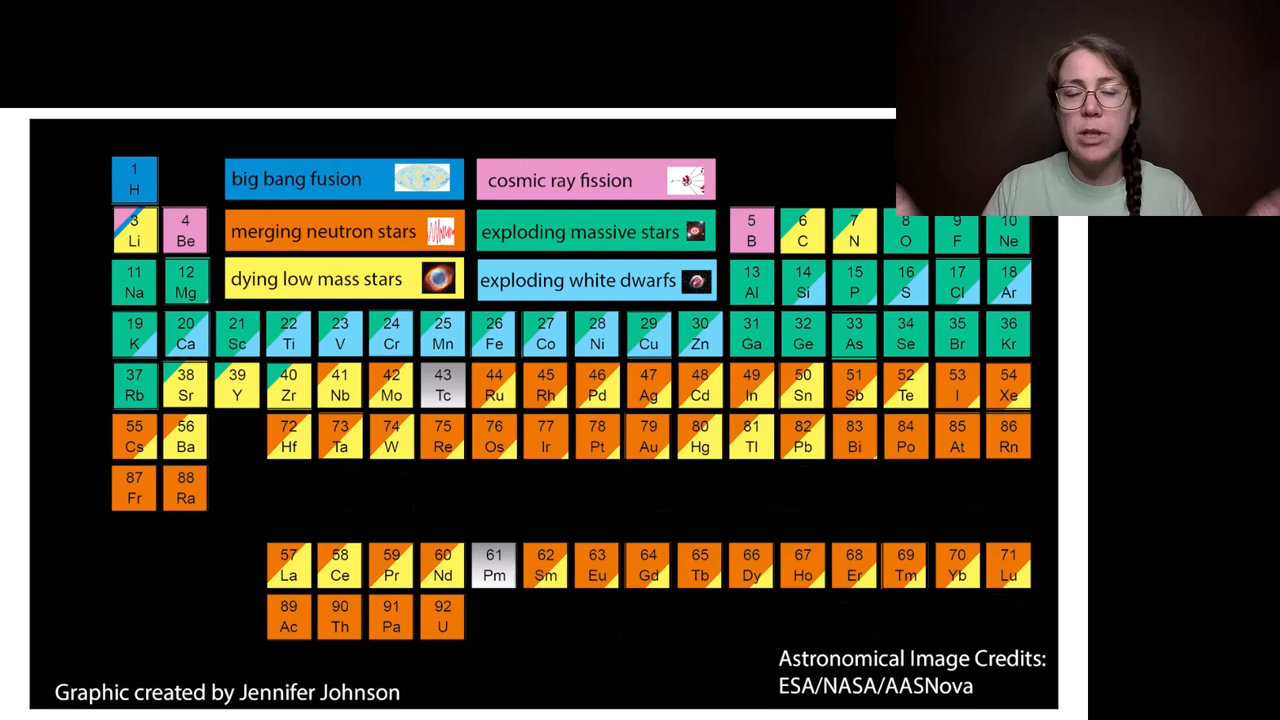 1
H
big bang fusion
cosmic ray fission
3 4 5 6 7 8 9 10
Li Be B C N O F Ne
merging neutron stars
exploding massive stars
dying low mass stars
exploding white dwarfs
11 12 13 14 15 16 17 18
Na Mg Al Si P S Cl Ar
19 20 21 22 23 24 25 26 27 28 29 30 31 32 33 34 35 36
K Ca Sc Ti V Cr Mn Fe Co Ni Cu Zn Ga Ge As Se Br Kr
37 38 39 40 41 42 43 44 45 46 47 48 49 50 51 52 53 54
Rb Sr Y Zr Nb Mo Tc Ru Rh Pd Ag Cd In Sn Sb Te I Xe
55 56 72 73 74 75 76 77 78 79 80 81 82 83 84 85 86
Cs Ba Hf Ta W Re Os Ir Pt Au Hg Tl Pb Bi Po At Rn
87 88
Fr Ra
57 58 59 60 61 62 63 64 65 66 67 68 69 70 71
La Ce Pr Nd Pm Sm Eu Gd Tb Dy Ho Er Tm Yb Lu
89 90 91 92
Ac Th Pa U
Astronomical Image Credits:
ESA/NASA/AASNova
Graphic created by Jennifer Johnson